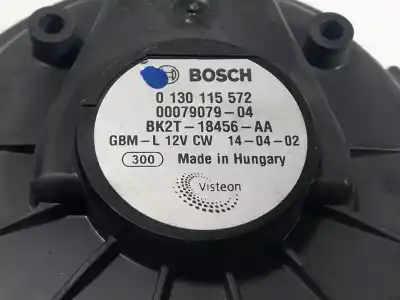 BOSCH
0 130 115 572
00079079-04
BK2T-18456-AA
GBM-L 12V CW 14-04-02
300 Made in Hungary
Visteon